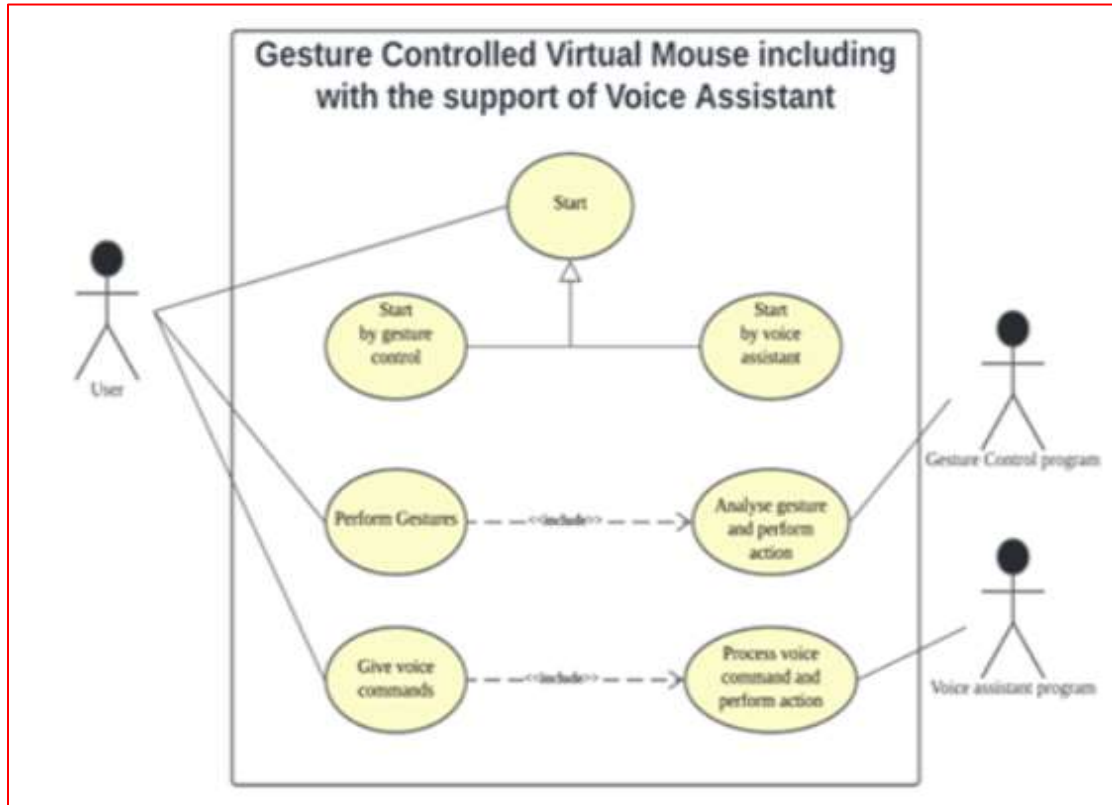 Gesture Controlled Virtual Mouse including
with the support of Voice Assistant
Start
Start
by gesture
control
Start
by voice
assistant
User
Gesture Control program
Perform Gestures
<<include>>
Analyse gesture
and perform
action
Give voice
commands
<<include>>
Process voice
command and
perform action
Voice assistant program